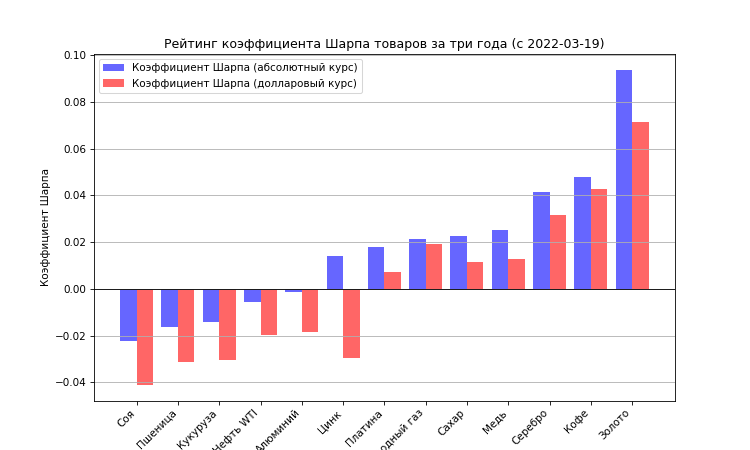 Рейтинг коэффициента Шарпа товаров за три года (с 2022-03-19)
Коэффициент Шарпа (абсолютный курс)
Коэффициент Шарпа (долларовый курс)
Коэффициент Шарпа
0.10
0.08
0.06
0.04
0.02
0.00
−0.02
−0.04
Соя
Пшеница
Кукуруза
Нефть WTI
Алюминий
Цинк
Платина
одный газ
Сахар
Медь
Серебро
Кофе
Золото